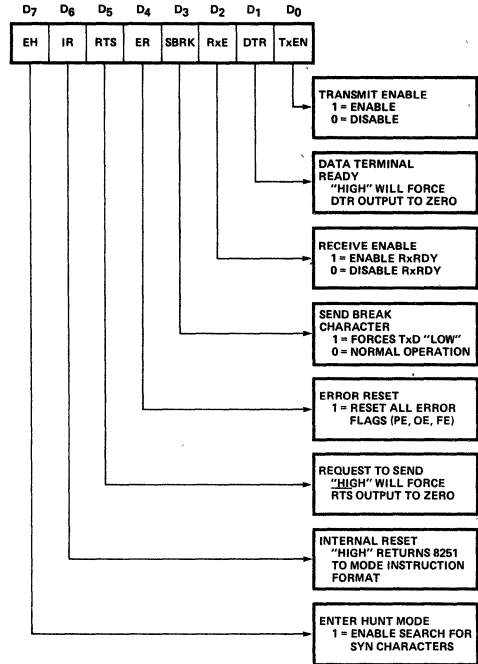 D7 D6 D5 D4 D3 D2 D1 D0
EH IR RTS ER SBRK RxE DTR TxEN
TRANSMIT ENABLE
1 = ENABLE
0 = DISABLE
DATA TERMINAL
READY
"HIGH" WILL FORCE
DTR OUTPUT TO ZERO
RECEIVE ENABLE
1 = ENABLE RxRDY
0 = DISABLE RxRDY
SEND BREAK
CHARACTER
1 = FORCES TxD "LOW"
0 = NORMAL OPERATION
ERROR RESET
1 = RESET ALL ERROR
FLAGS (PE, OE, FE)
REQUEST TO SEND
"HIGH" WILL FORCE
RTS OUTPUT TO ZERO
INTERNAL RESET
"HIGH" RETURNS 8251
TO MODE INSTRUCTION
FORMAT
ENTER HUNT MODE
1 = ENABLE SEARCH FOR
SYN CHARACTERS